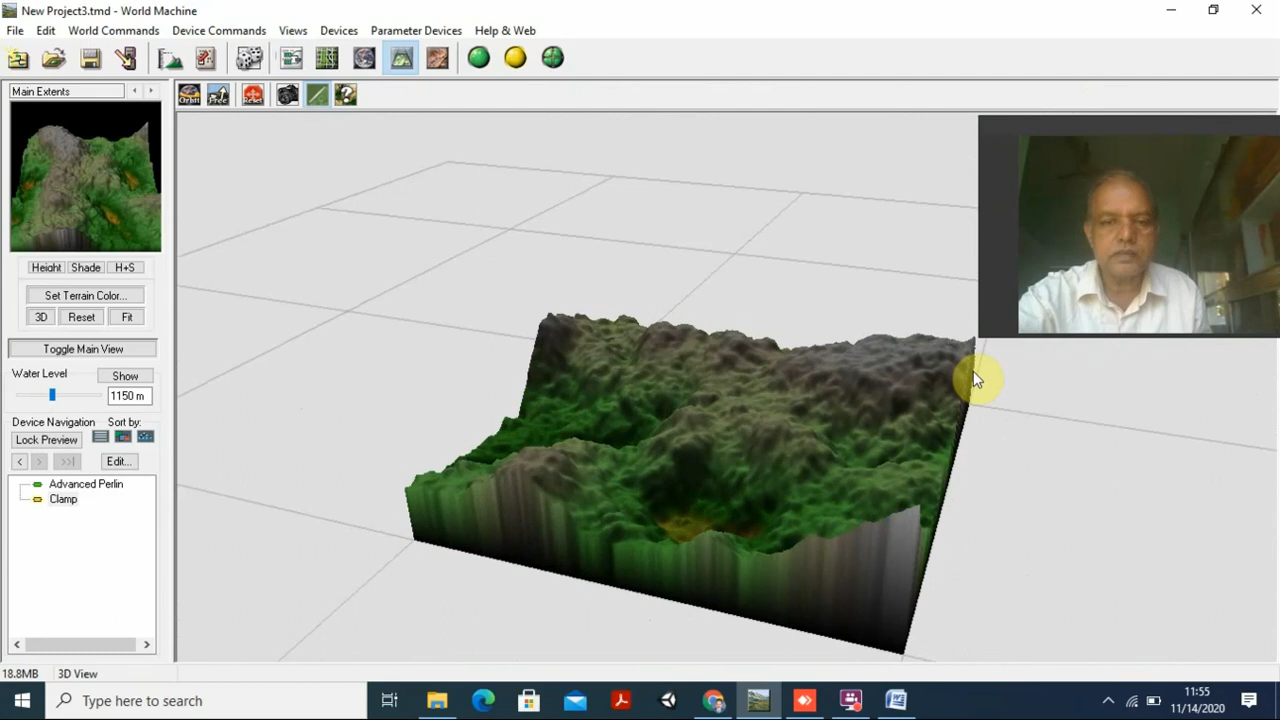 New Project3.tmd - World Machine
File Edit World Commands Device Commands Views Devices Parameter Devices Help & Web
Main Extents
Orbit Free Reset
Height Shade H+S
Set Terrain Color...
3D Reset Fit
Toggle Main View
Water Level Show
1150 m
Device Navigation Sort by:
Lock Preview
< > >>| Edit...
Advanced Perlin
Clamp
18.8MB 3D View
Type here to search
11:55
11/14/2020